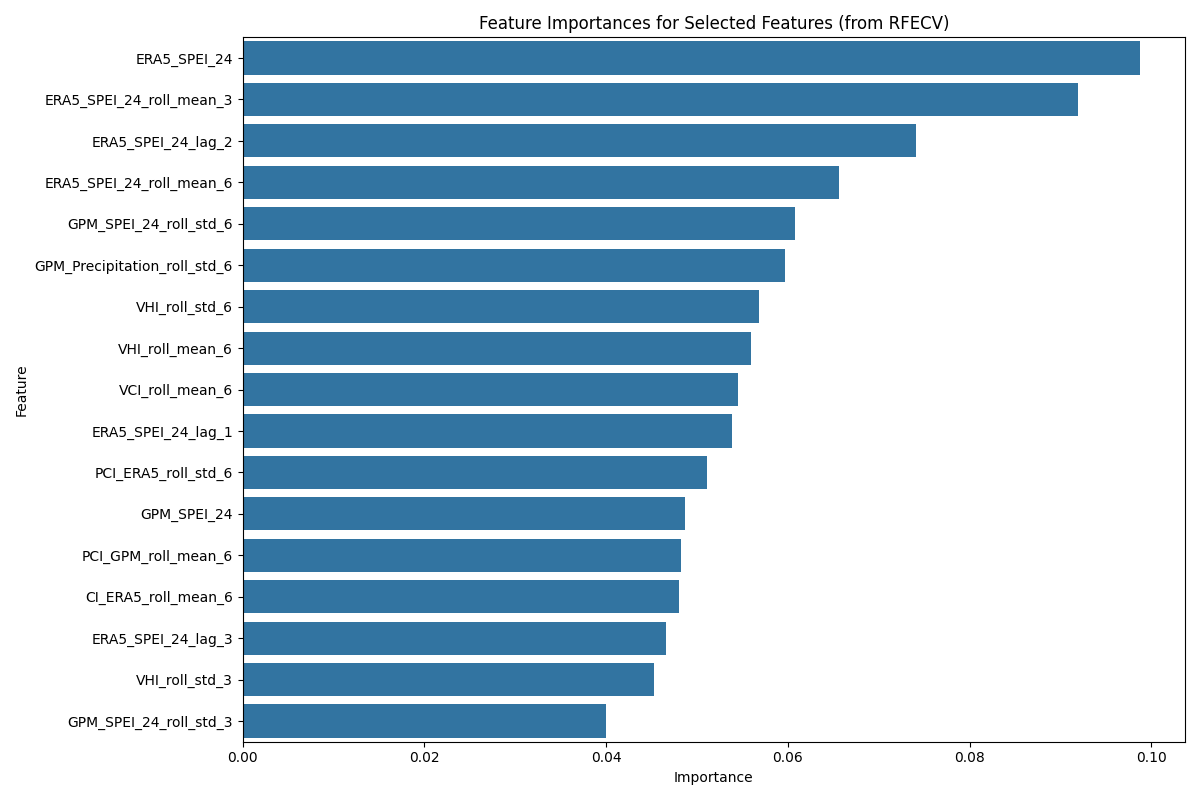 Feature Importances for Selected Features (from RFECV)
ERA5_SPEI_24
ERA5_SPEI_24_roll_mean_3
ERA5_SPEI_24_lag_2
ERA5_SPEI_24_roll_mean_6
GPM_SPEI_24_roll_std_6
GPM_Precipitation_roll_std_6
VHI_roll_std_6
VHI_roll_mean_6
VCI_roll_mean_6
ERA5_SPEI_24_lag_1
PCI_ERA5_roll_std_6
GPM_SPEI_24
PCI_GPM_roll_mean_6
CI_ERA5_roll_mean_6
ERA5_SPEI_24_lag_3
VHI_roll_std_3
GPM_SPEI_24_roll_std_3
Feature
0.00 0.02 0.04 0.06 0.08 0.10
Importance